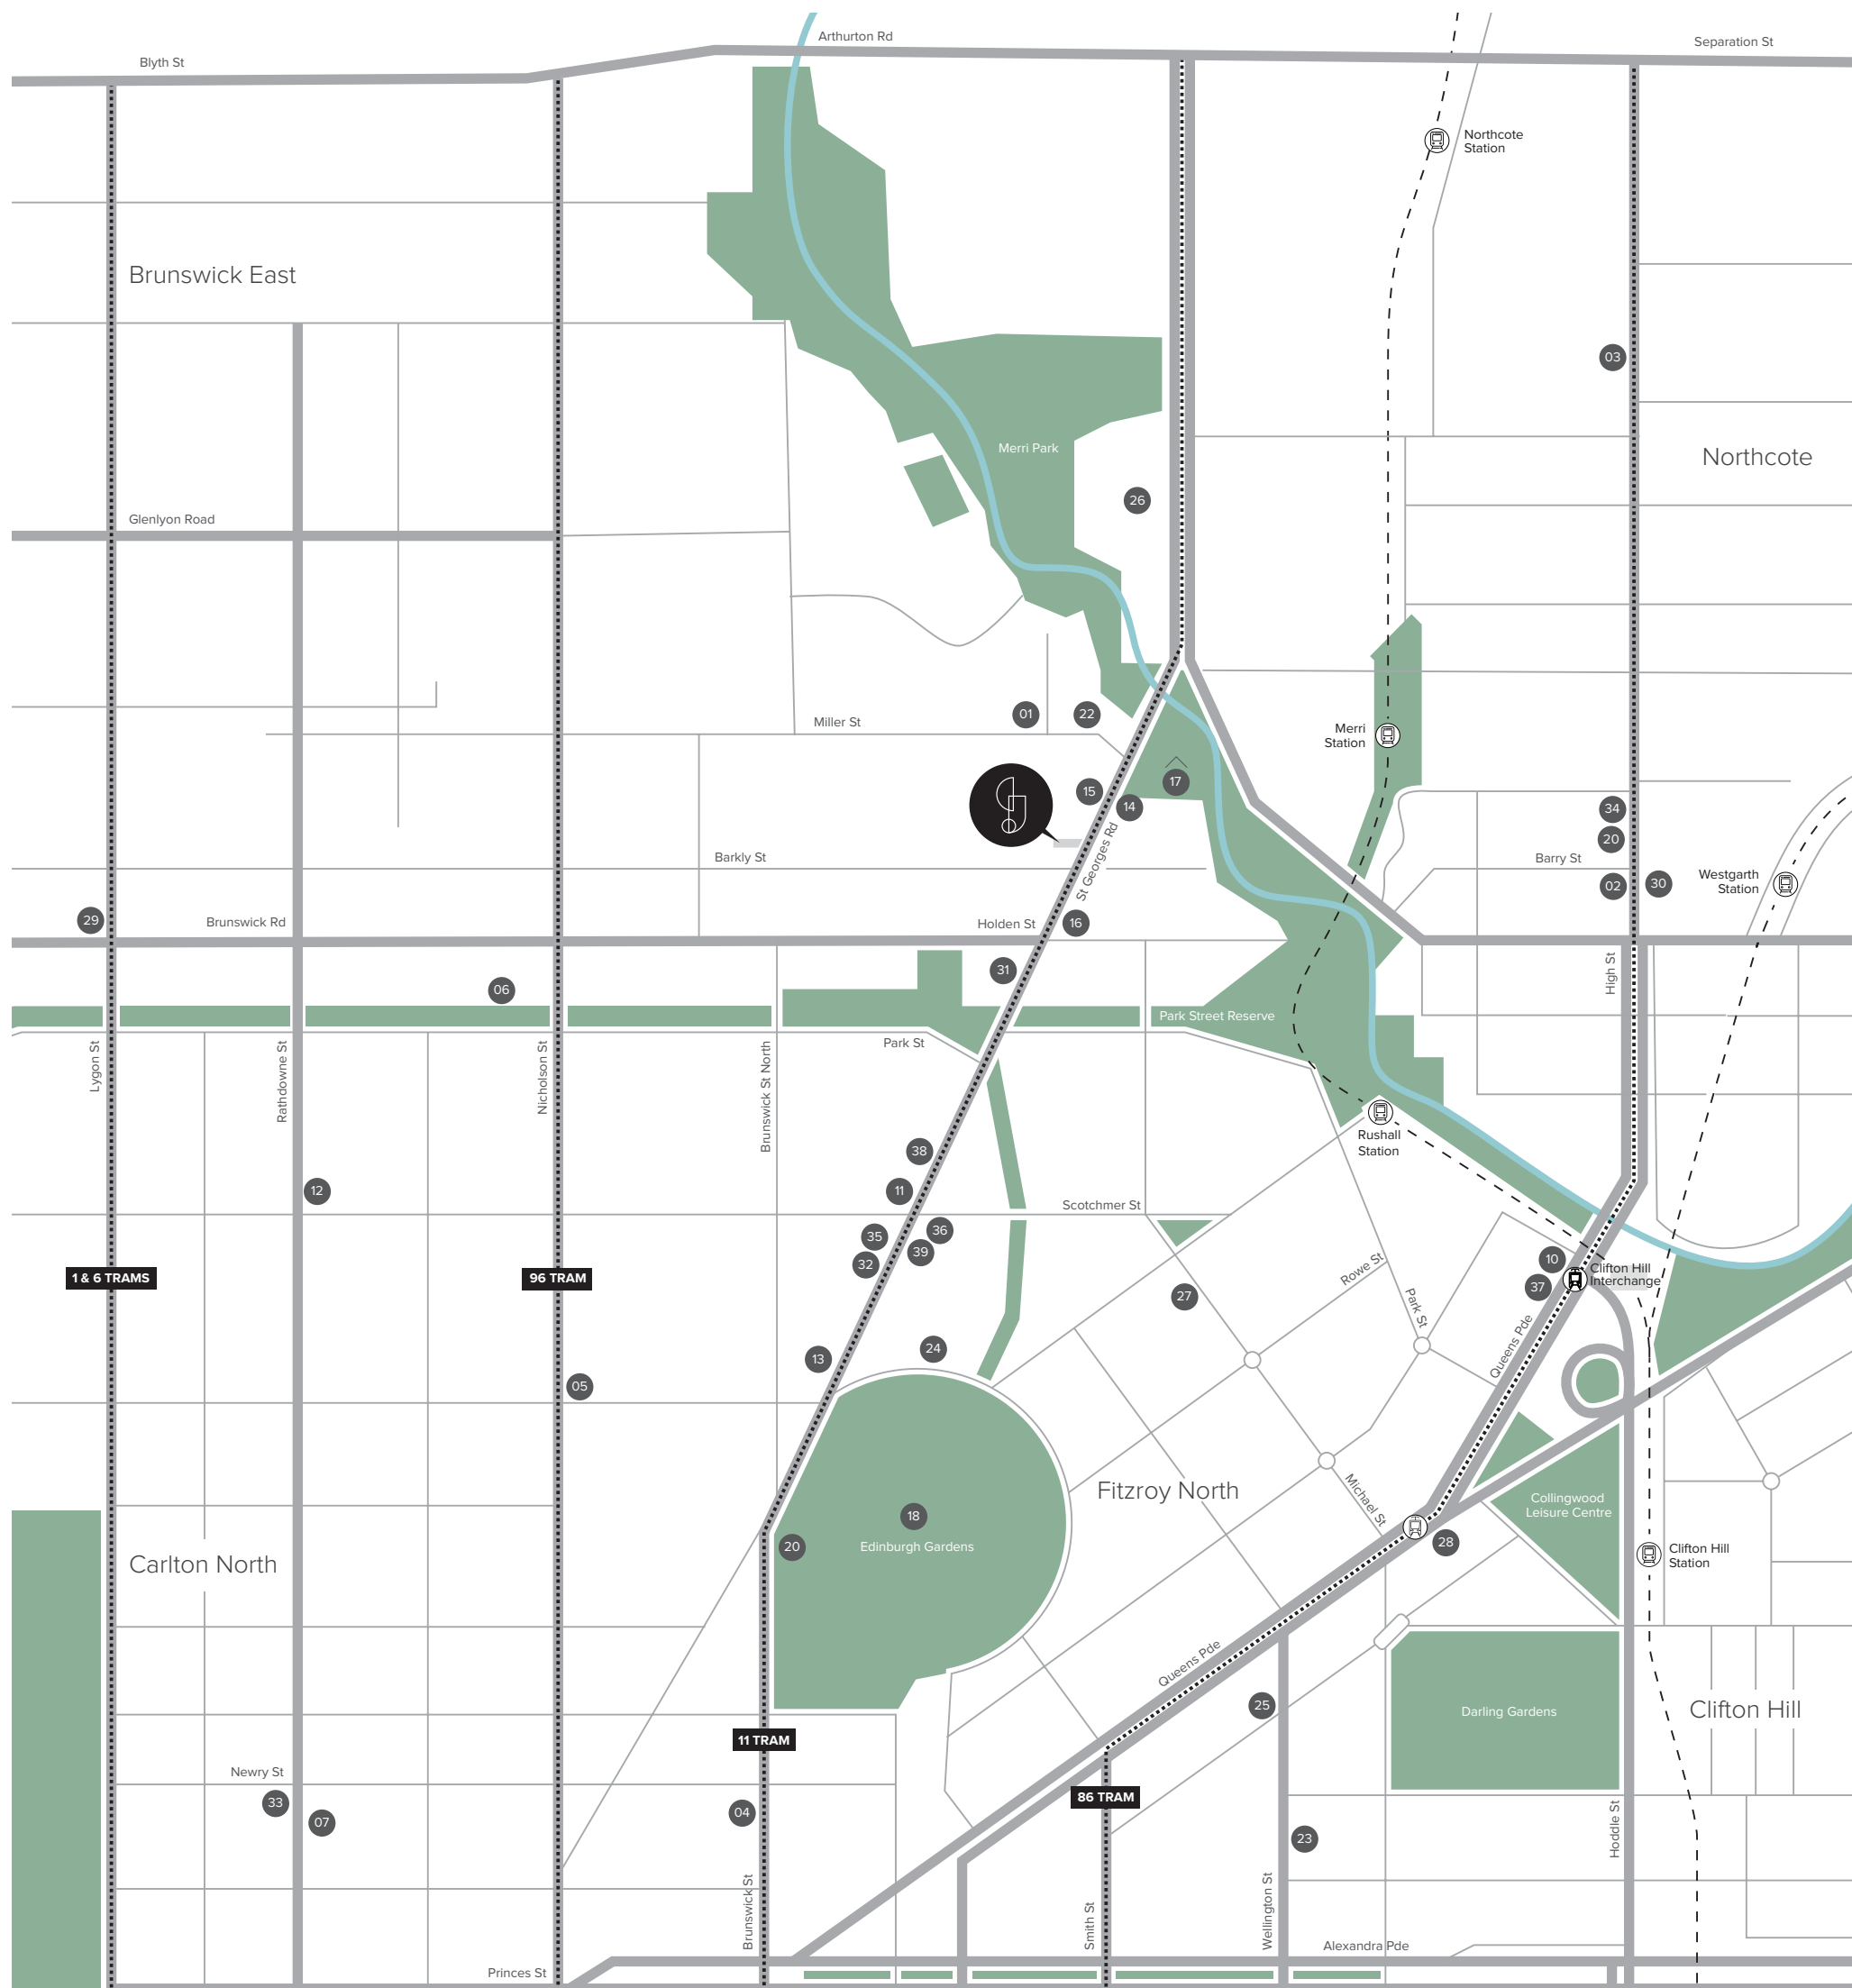 Arthurton Rd
Separation St
Blyth St
Northcote
Station
Brunswick East
03
Merri Park
Northcote
26
Glenlyon Road
01
22
Miller St
Merri
Station
17
15
14
34
20
St Georges Rd
Barkly St
Barry St
02
30
Westgarth
Station
29
Brunswick Rd
Holden St
16
31
High St
06
Park Street Reserve
Park St
Lygon St
Rathdowne St
Nicholson St
Brunswick St North
Rushall
Station
38
12
11
Scotchmer St
35
36
39
32
10
Clifton Hill
Interchange
37
1 & 6 TRAMS
96 TRAM
27
Rowe St
Park St
Queens Pde
13
24
05
Fitzroy North
Michael St
Collingwood
Leisure Centre
18
Edinburgh Gardens
20
28
Clifton Hill
Station
Carlton North
Queens Pde
25
Darling Gardens
Clifton Hill
11 TRAM
Newry St
86 TRAM
33
07
04
23
Hoddle St
Brunswick St
Smith St
Wellington St
Alexandra Pde
Princes St